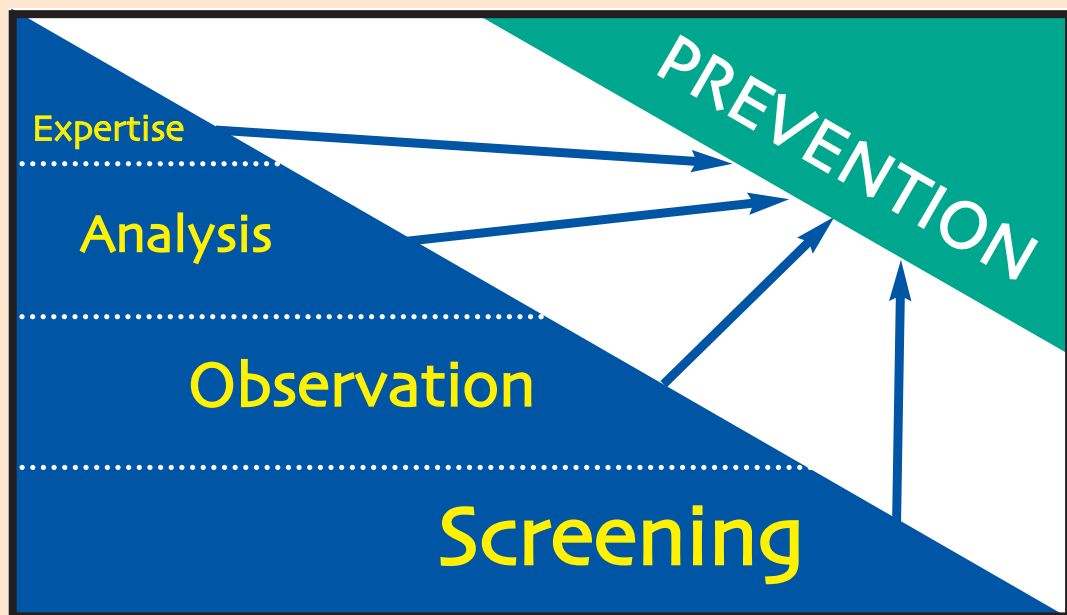 PREVENTION
Expertise
Analysis
Observation
Screening